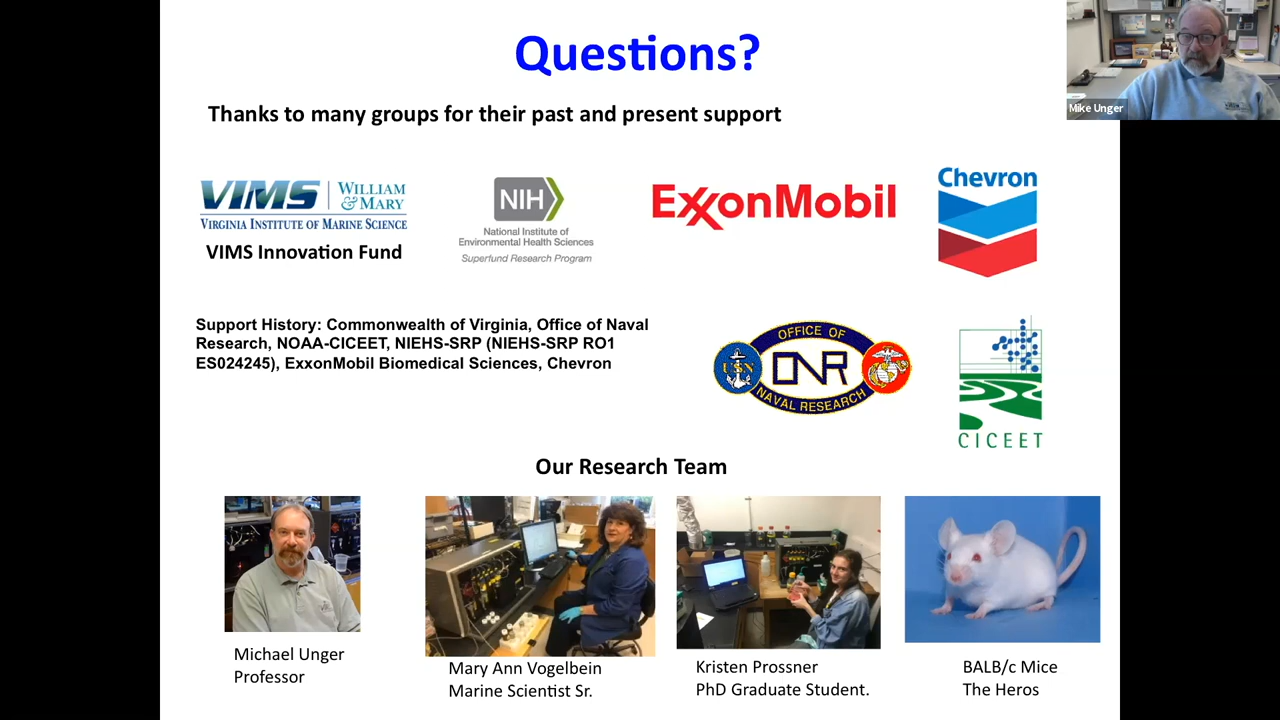 Questions?
Mike Unger
Thanks to many groups for their past and present support
VIMS WILLIAM
& MARY
VIRGINIA INSTITUTE OF MARINE SCIENCE
VIMS Innovation Fund
NIH
National Institute of
Environmental Health Sciences
Superfund Research Program
ExxonMobil
Chevron
Support History: Commonwealth of Virginia, Office of Naval
Research, NOAA-CICEET, NIEHS-SRP (NIEHS-SRP RO1
ES024245), ExxonMobil Biomedical Sciences, Chevron
OFFICE OF
USN
ONR
NAVAL RESEARCH
CICEET
Our Research Team
Michael Unger
Professor
Mary Ann Vogelbein
Marine Scientist Sr.
Kristen Prossner
PhD Graduate Student.
BALB/c Mice
The Heros